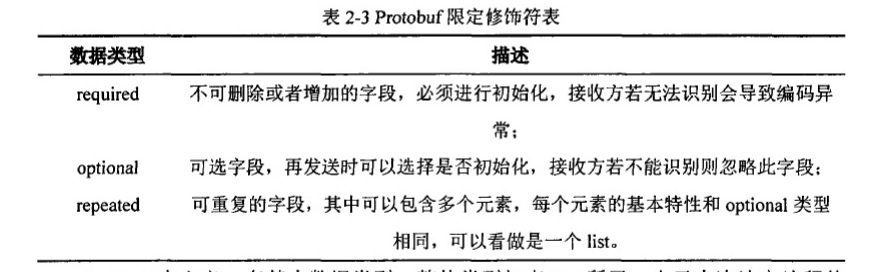 表 2-3 Protobuf 限定修饰符表
数据类型 描述
required 不可删除或者增加的字段，必须进行初始化，接收方若无法识别会导致编码异
常；
optional 可选字段，再发送时可以选择是否初始化，接收方若不能识别则忽略此字段；
repeated 可重复的字段，其中可以包含多个元素，每个元素的基本特性和 optional 类型
相同，可以看做是一个 list。